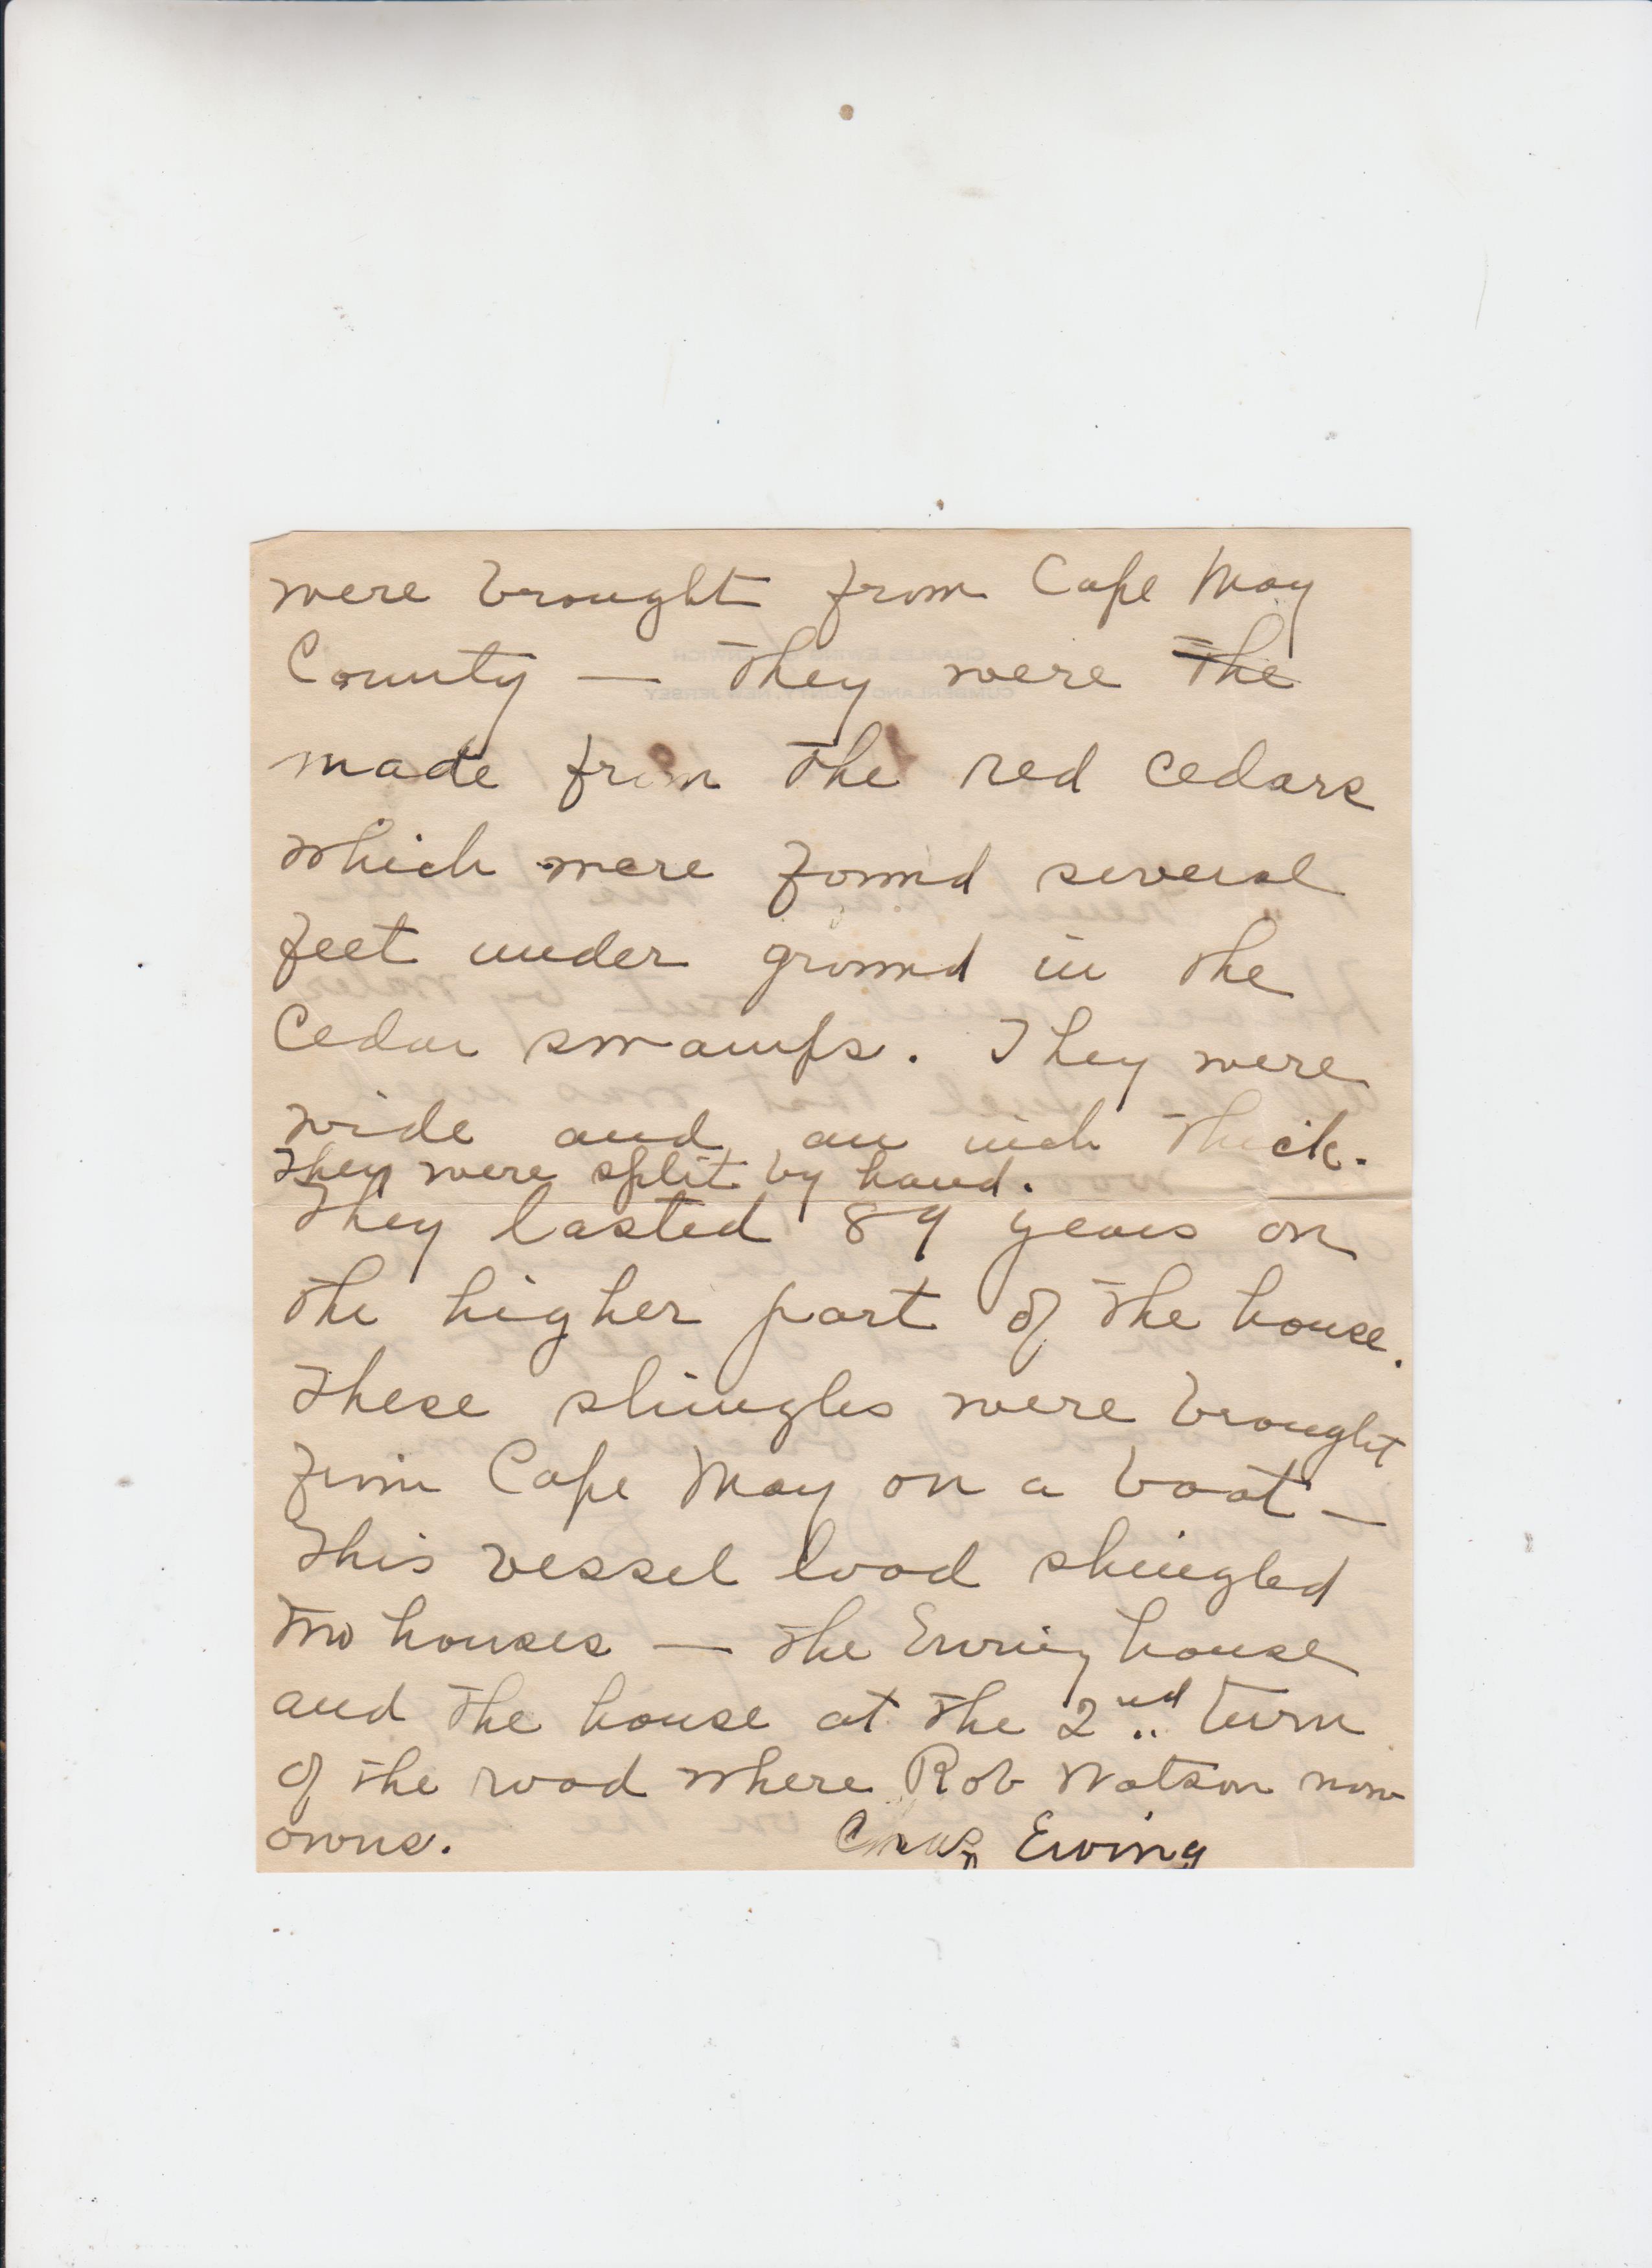 were brought from Cape May
County — They were the
made from the red cedars
which were found several
feet under ground in the
Cedar swamps. They were
wide and an inch thick.
They were split by hand.
They lasted 89 years on
the higher part of the house.
These shingles were brought
from Cape May on a boat —
This vessel load shingled
two houses — the Ewing house
and the house at the 2nd turn
of the road where Rob Watson now
owns. Chas Ewing